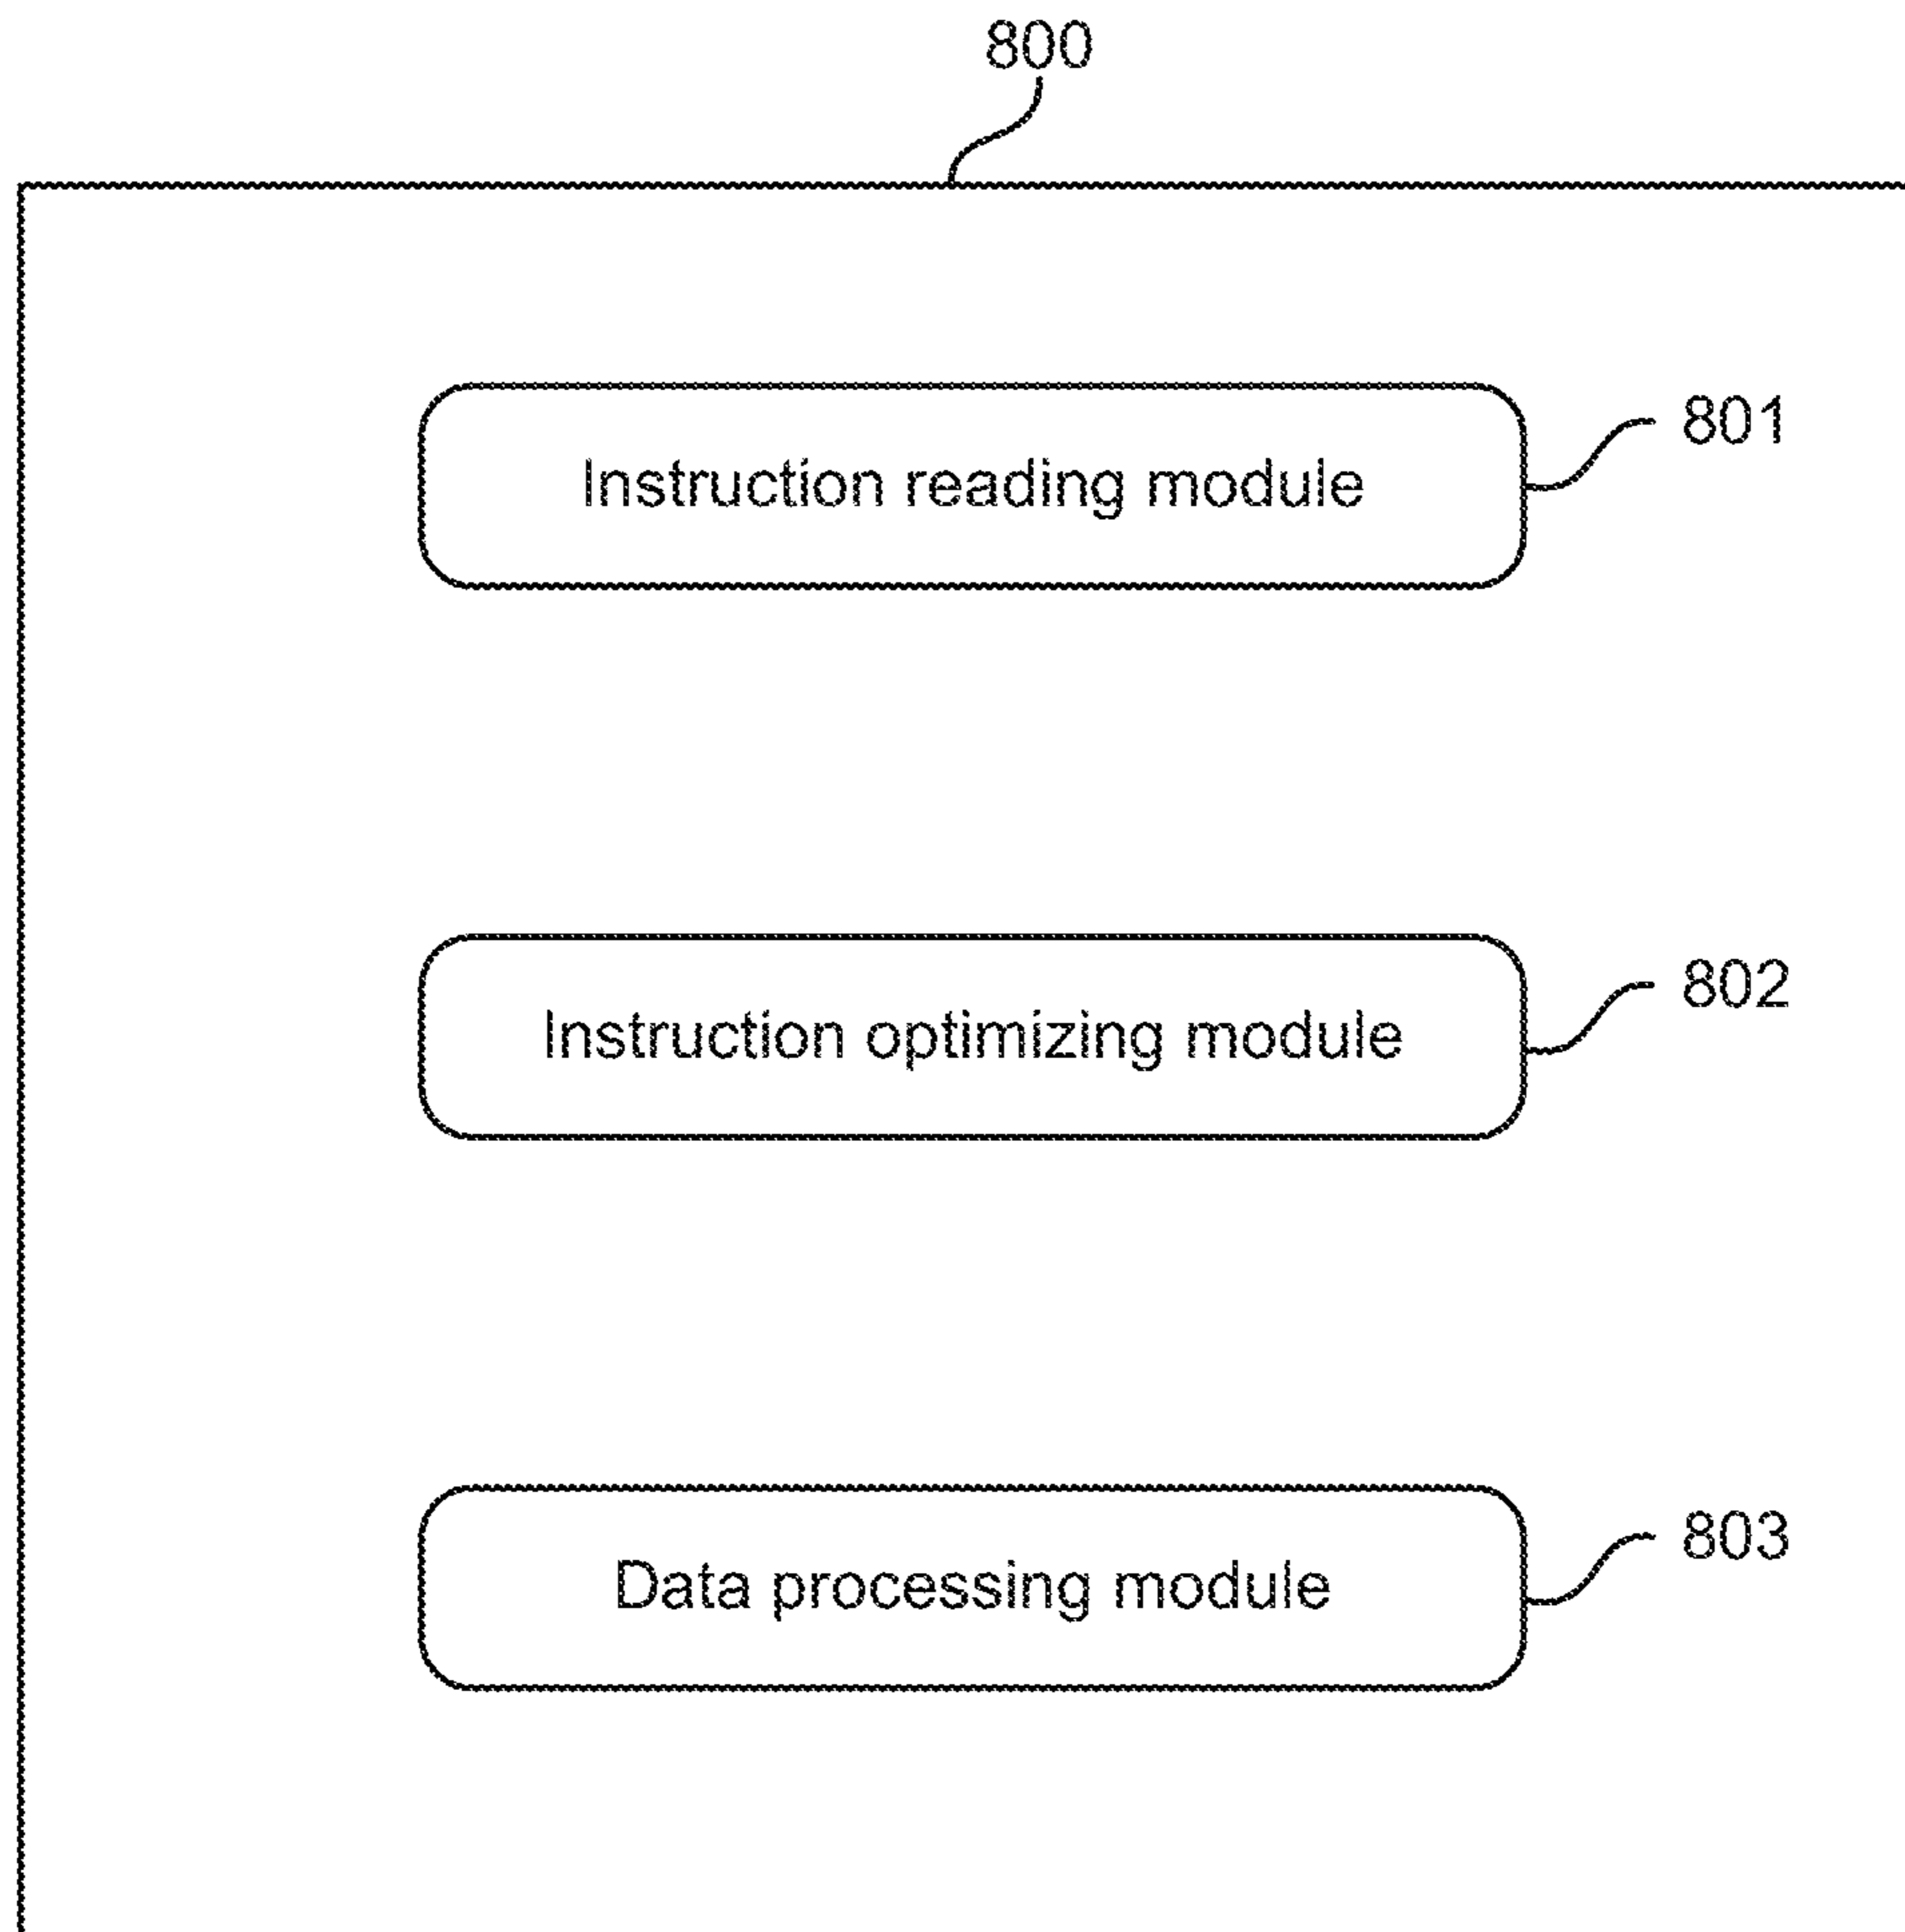 800
Instruction reading module
801
Instruction optimizing module
802
Data processing module
803